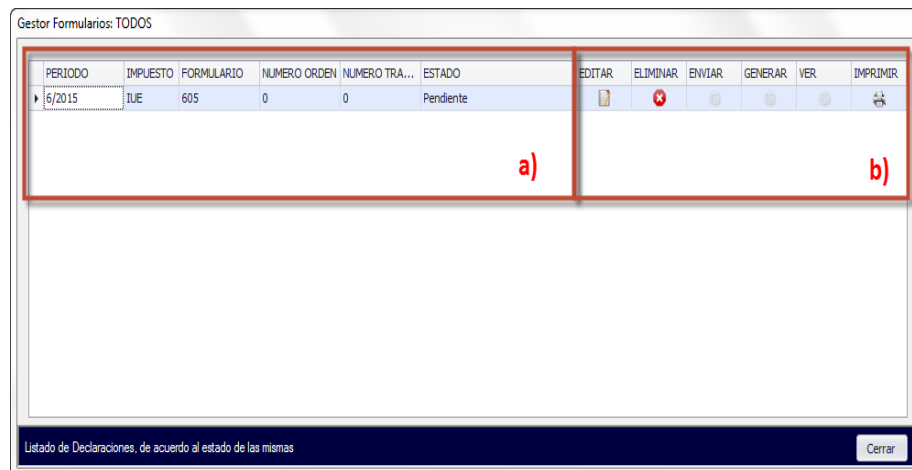 Gestor Formularios: TODOS
PERIODO IMPUESTO FORMULARIO NUMERO ORDEN NUMERO TRA... ESTADO EDITAR ELIMINAR ENVIAR GENERAR VER IMPRIMIR
6/2015 IUE 605 0 0 Pendiente
a) b)
Listado de Declaraciones, de acuerdo al estado de las mismas Cerrar